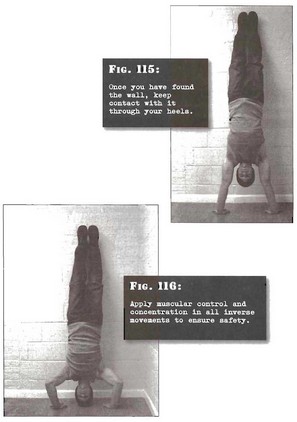 Fig. 115:
Once you have found
the wall, keep
contact with it
through your heels.
Fig. 116:
Apply muscular control and
concentration in all inverse
movements to ensure safety.